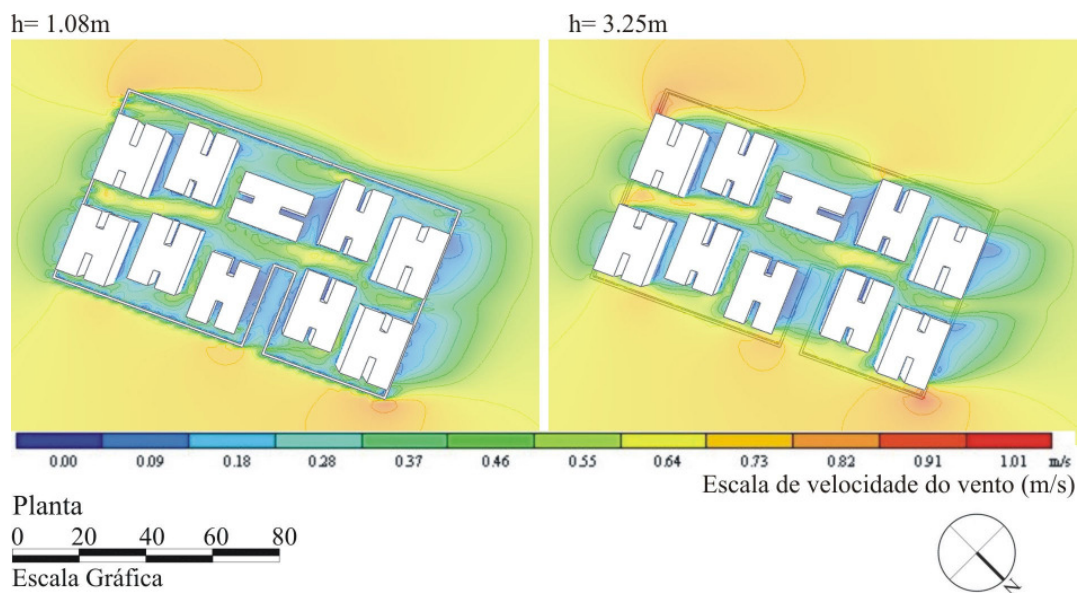 h= 1.08m
h= 3.25m
0.00 0.09 0.18 0.28 0.37 0.46 0.55 0.64 0.73 0.82 0.91 1.01 m/s
Escala de velocidade do vento (m/s)
Planta
0 20 40 60 80
Escala Gráfica
N